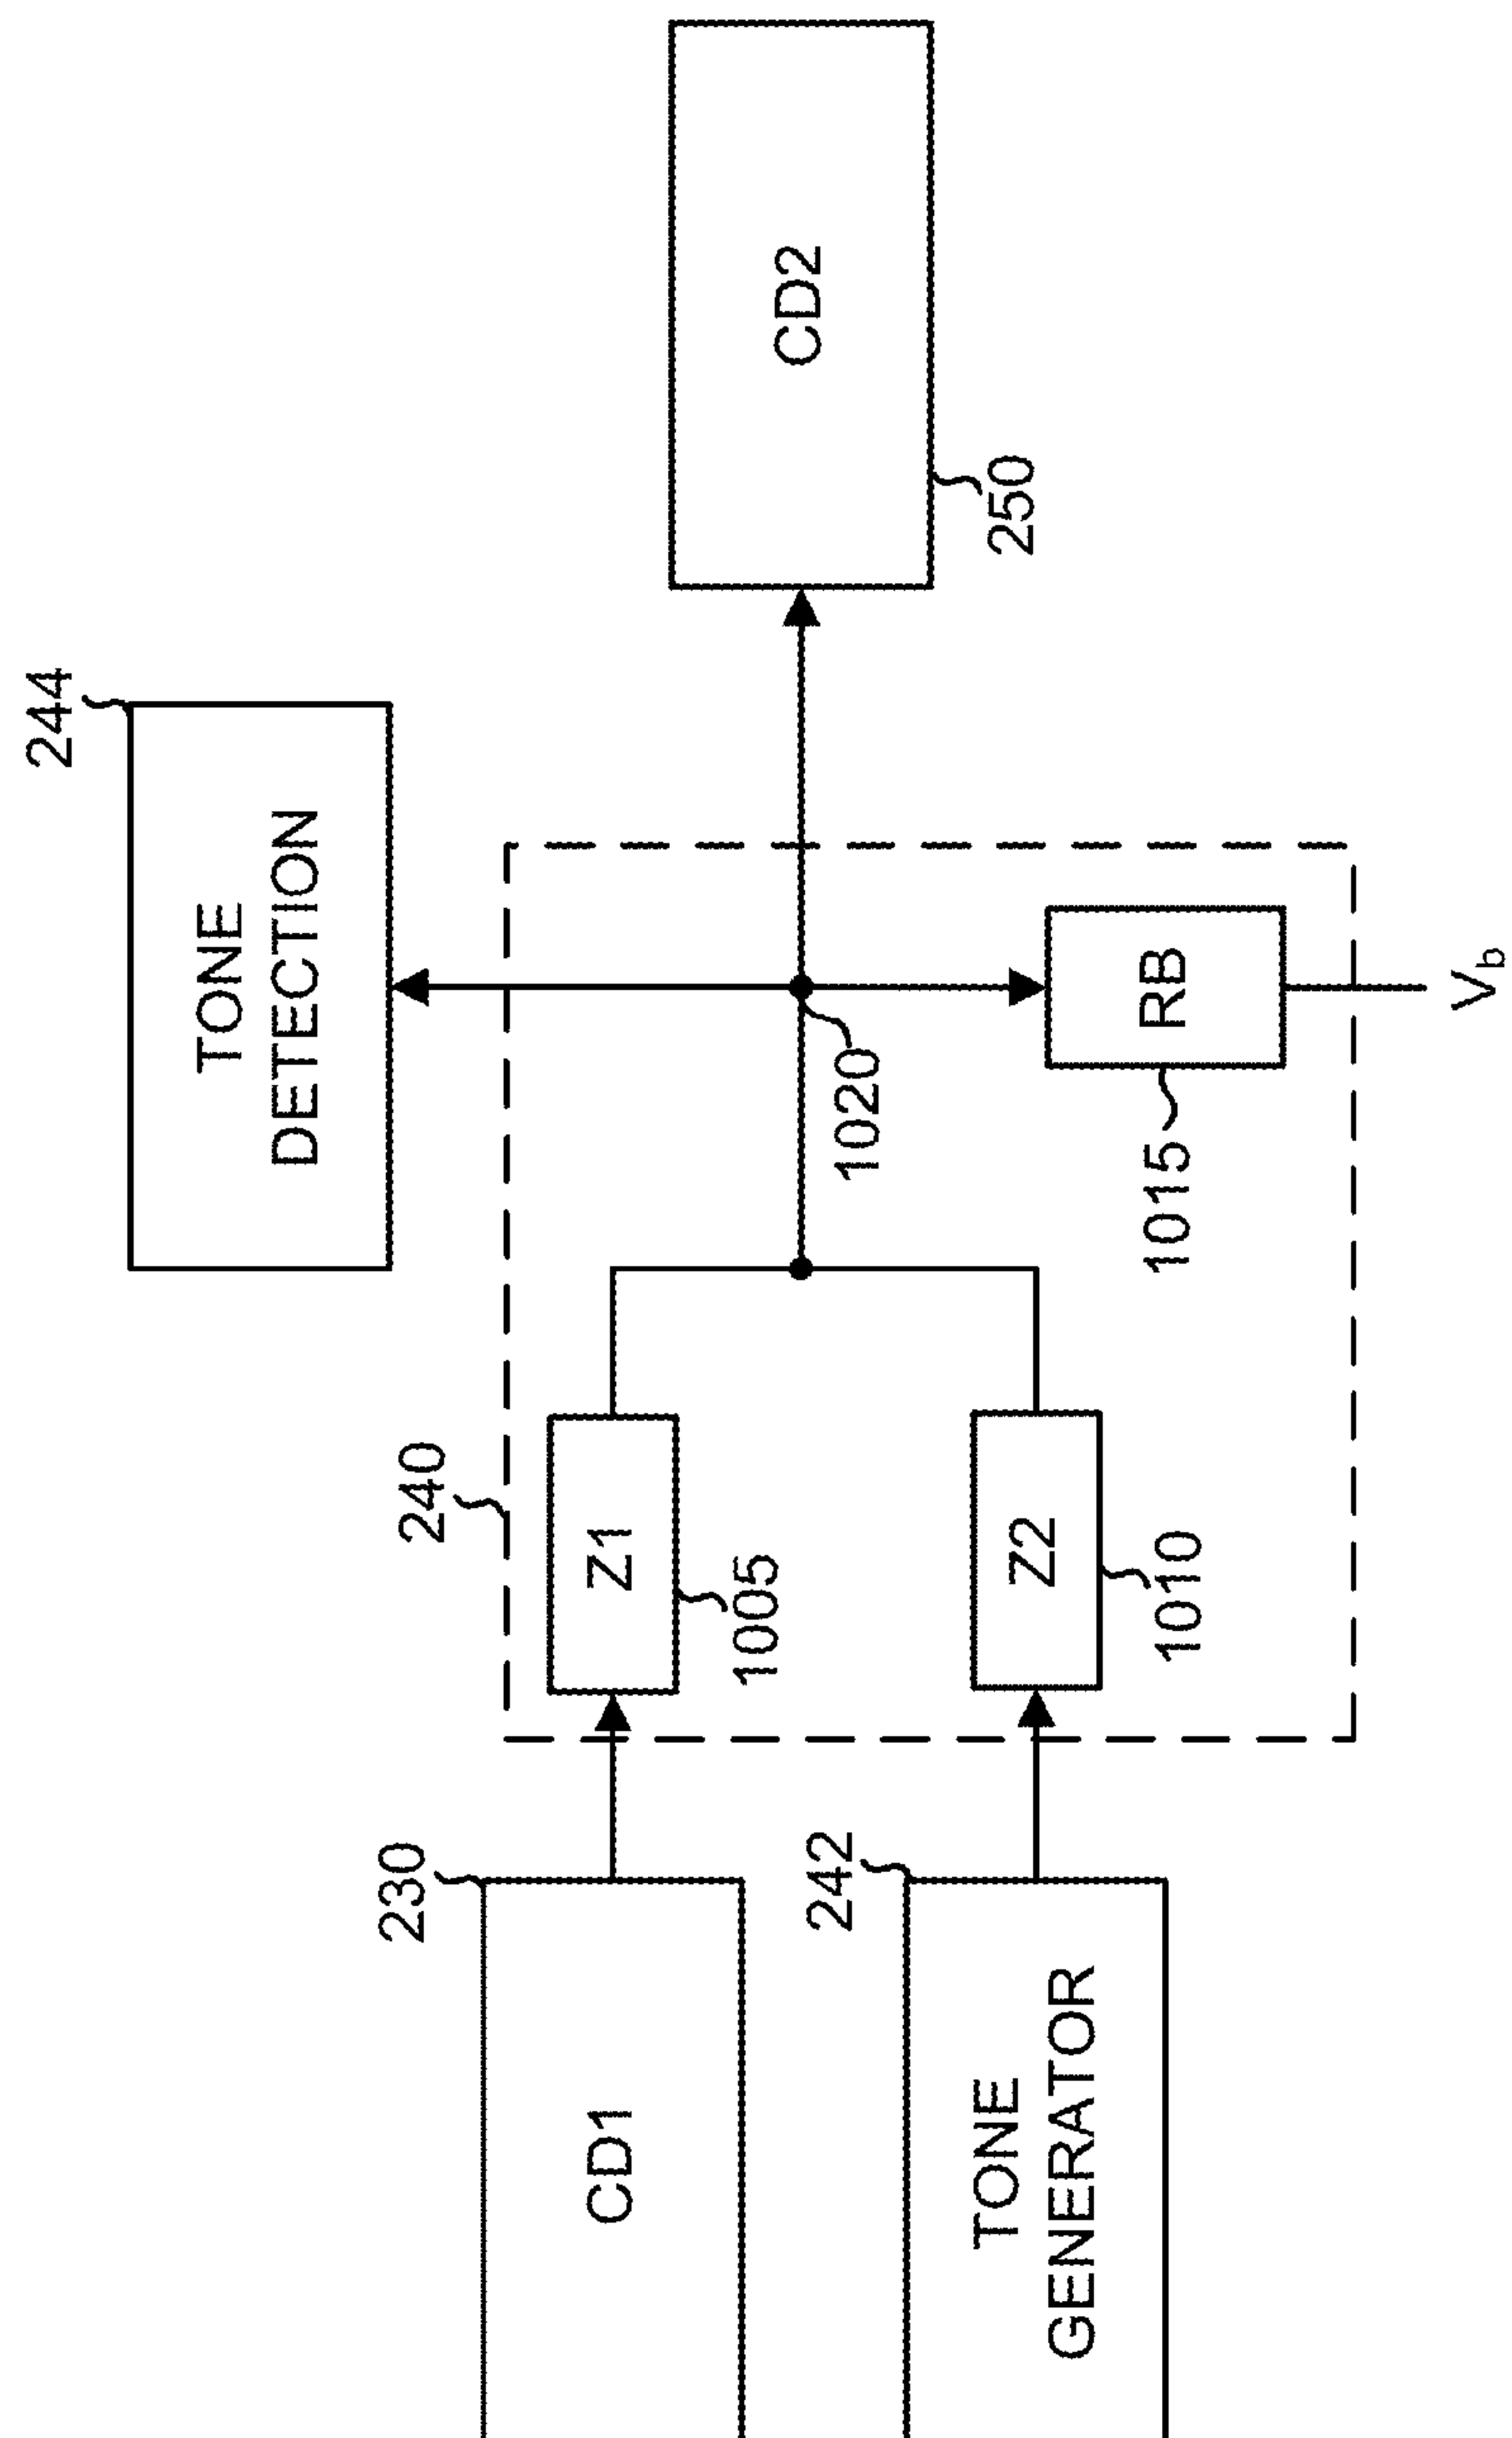 244
TONE
DETECTION
CD2
250
240
Z1
1005
1020
RB
1015
Vb
Z2
1010
230
CD1
242
TONE
GENERATOR